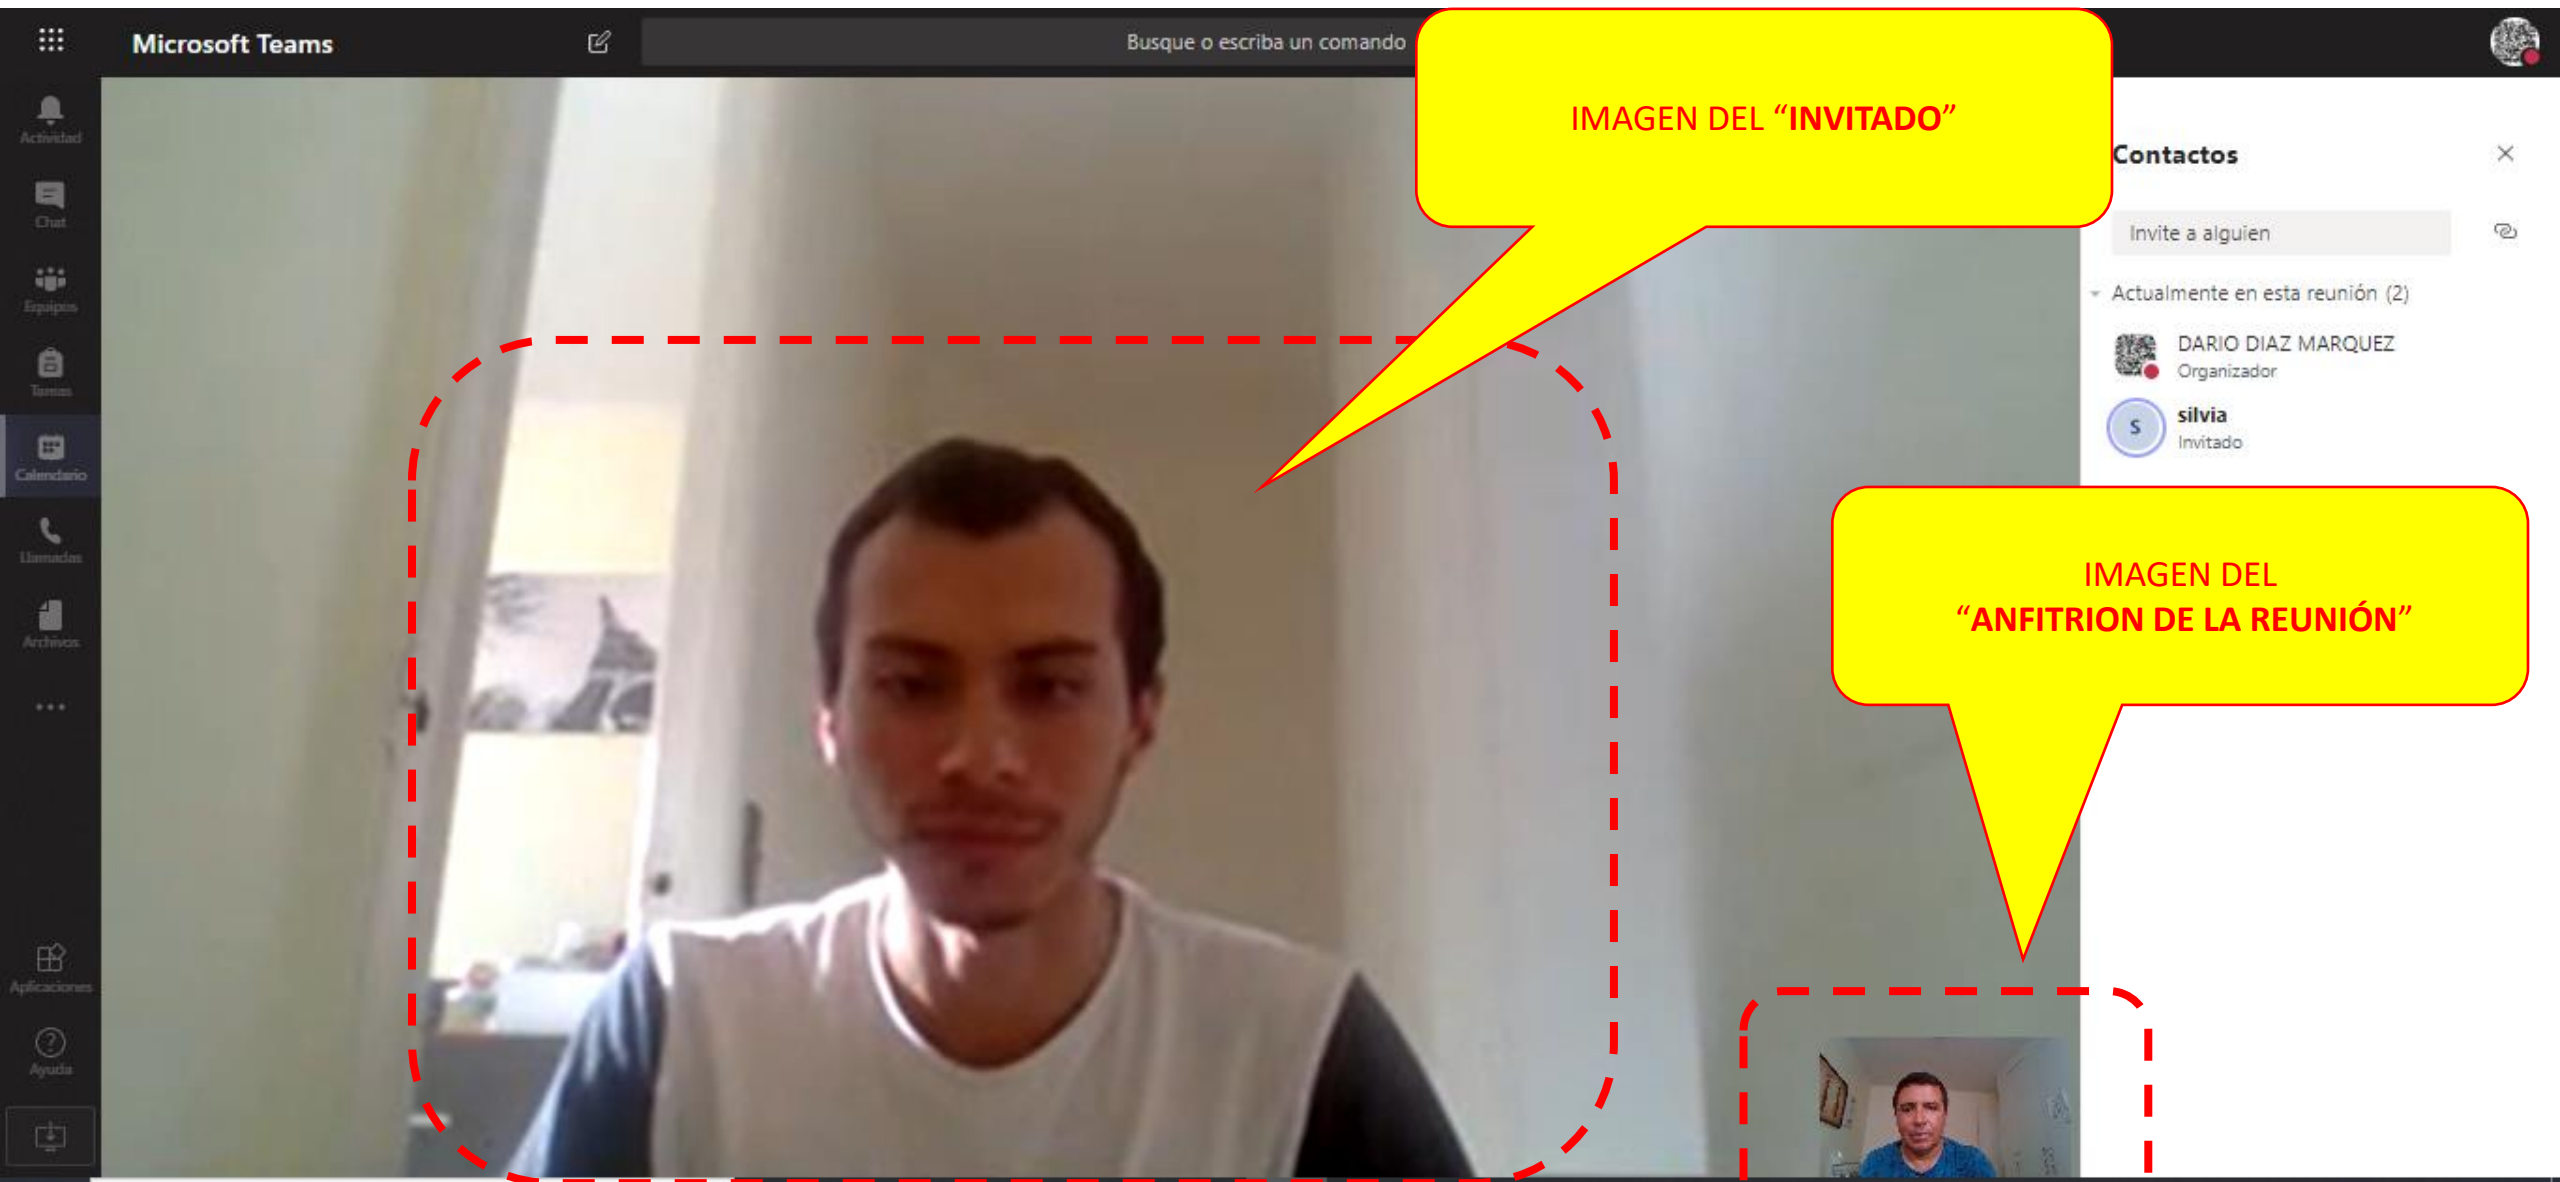 Microsoft Teams
Busque o escriba un comando
Actividad
Chat
Equipos
Tareas
Calendario
Llamadas
Archivos
Aplicaciones
Ayuda
IMAGEN DEL “INVITADO”
Contactos
Invite a alguien
Actualmente en esta reunión (2)
DARIO DIAZ MARQUEZ
Organizador
S
silvia
Invitado
IMAGEN DEL
“ANFITRION DE LA REUNIÓN”